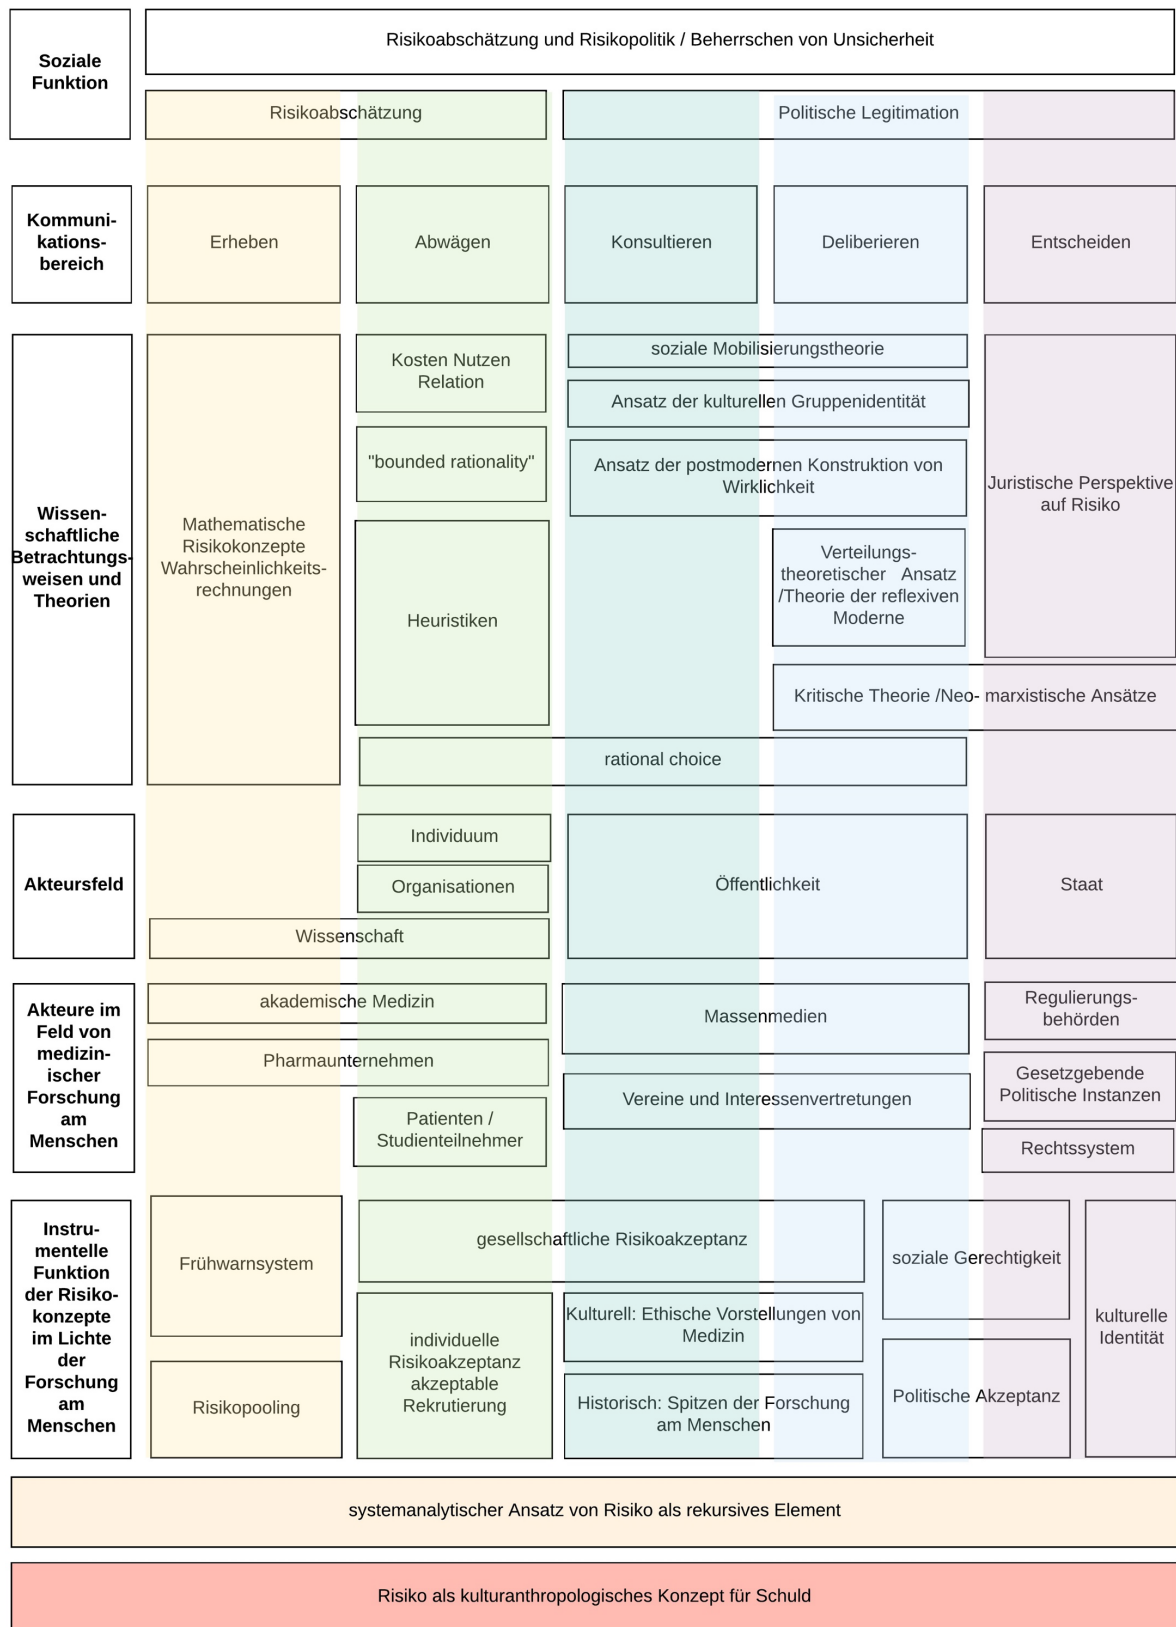 Soziale
Funktion
Risikoabschätzung und Risikopolitik / Beherrschen von Unsicherheit
Risikoabschätzung
Politische Legitimation
Kommuni-
kations-
bereich
Erheben
Abwägen
Konsultieren
Deliberieren
Entscheiden
Wissen-
schaftliche
Betrachtungs-
weisen und
Theorien
Mathematische
Risikokonzepte
Wahrscheinlichkeits-
rechnungen
Kosten Nutzen
Relation
"bounded rationality"
Heuristiken
soziale Mobilisierungstheorie
Ansatz der kulturellen Gruppenidentität
Ansatz der postmodernen Konstruktion von
Wirklichkeit
Verteilungs-
theoretischer Ansatz
/Theorie der reflexiven
Moderne
Juristische Perspektive
auf Risiko
Kritische Theorie /Neo- marxistische Ansätze
rational choice
Akteursfeld
Individuum
Organisationen
Wissenschaft
Öffentlichkeit
Staat
Akteure im
Feld von
medizin-
ischer
Forschung
am
Menschen
akademische Medizin
Pharmaunternehmen
Patienten /
Studienteilnehmer
Massenmedien
Vereine und Interessenvertretungen
Regulierungs-
behörden
Gesetzgebende
Politische Instanzen
Rechtssystem
Instru-
mentelle
Funktion
der Risiko-
konzepte
im Lichte
der
Forschung
am
Menschen
Frühwarnsystem
Risikopooling
gesellschaftliche Risikoakzeptanz
individuelle
Risikoakzeptanz
akzeptable
Rekrutierung
Kulturell: Ethische Vorstellungen von
Medizin
Historisch: Spitzen der Forschung
am Menschen
soziale Gerechtigkeit
Politische Akzeptanz
kulturelle
Identität
systemanalytischer Ansatz von Risiko als rekursives Element
Risiko als kulturanthropologisches Konzept für Schuld